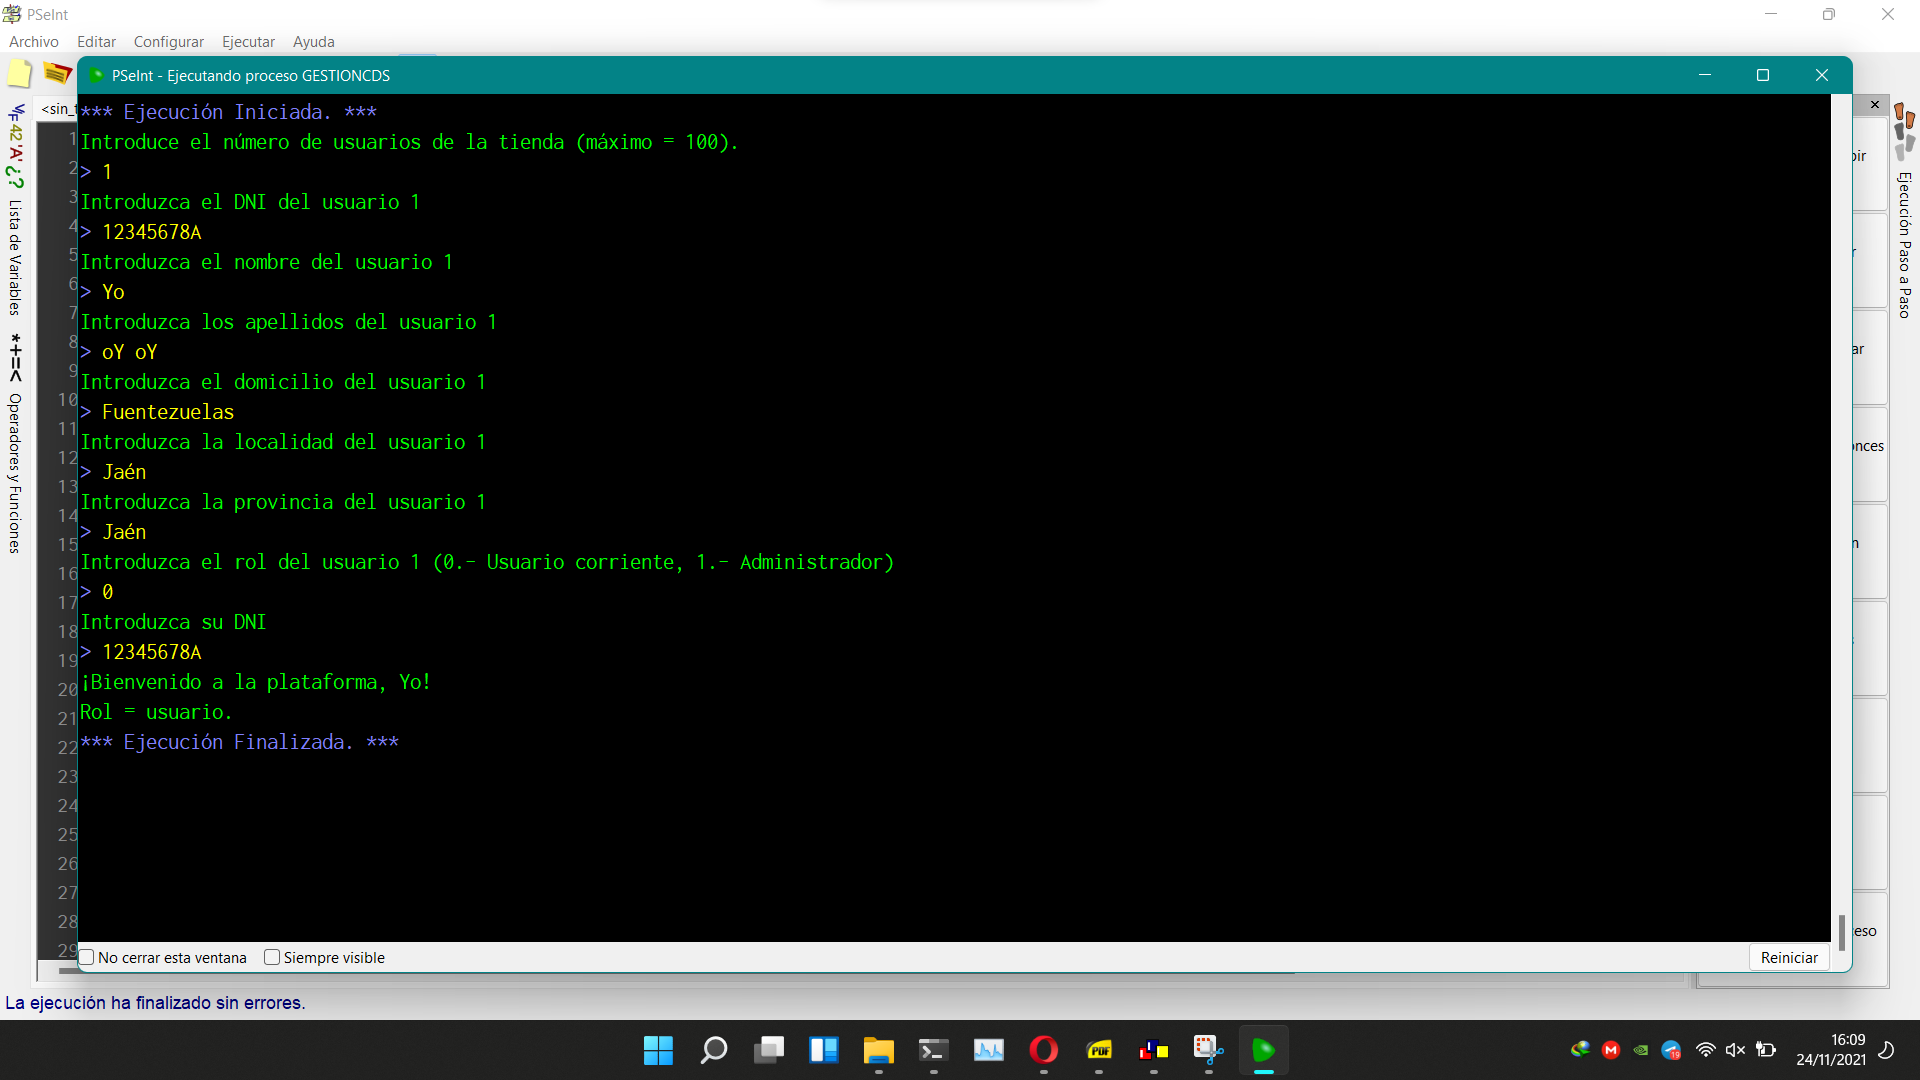 PSeInt
Archivo Editar Configurar Ejecutar Ayuda
PSeInt - Ejecutando proceso GESTIONCDS
<sin_
*** Ejecución Iniciada. ***
Introduce el número de usuarios de la tienda (máximo = 100).
> 1
Introduzca el DNI del usuario 1
> 12345678A
Introduzca el nombre del usuario 1
> Yo
Introduzca los apellidos del usuario 1
> oY oY
Introduzca el domicilio del usuario 1
> Fuentezuelas
Introduzca la localidad del usuario 1
> Jaén
Introduzca la provincia del usuario 1
> Jaén
Introduzca el rol del usuario 1 (0.- Usuario corriente, 1.- Administrador)
> 0
Introduzca su DNI
> 12345678A
¡Bienvenido a la plataforma, Yo!
Rol = usuario.
*** Ejecución Finalizada. ***
1
2
3
4
5
6
7
8
9
10
11
12
13
14
15
16
17
18
19
20
21
22
23
24
25
26
27
28
29
Lista de Variables
*+=<
Operadores y Funciones
Ejecución Paso a Paso
No cerrar esta ventana
Siempre visible
Reiniciar
La ejecución ha finalizado sin errores.
PDF
19
16:09
24/11/2021